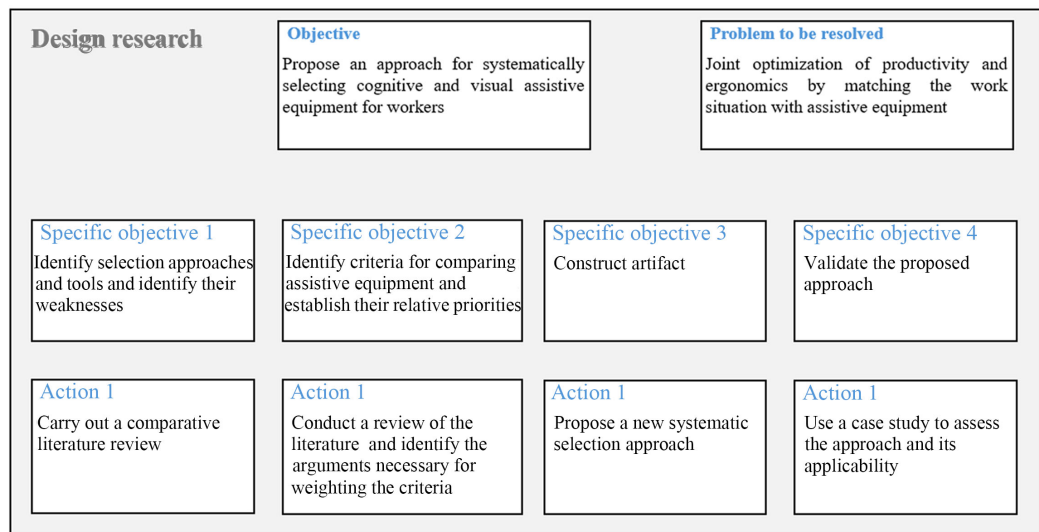 Design research
Objective
Propose an approach for systematically
selecting cognitive and visual assistive
equipment for workers
Problem to be resolved
Joint optimization of productivity and
ergonomics by matching the work
situation with assistive equipment
Specific objective 1
Identify selection approaches
and tools and identify their
weaknesses
Specific objective 2
Identify criteria for comparing
assistive equipment and
establish their relative priorities
Specific objective 3
Construct artifact
Specific objective 4
Validate the proposed
approach
Action 1
Carry out a comparative
literature review
Action 1
Conduct a review of the
literature and identify the
arguments necessary for
weighting the criteria
Action 1
Propose a new systematic
selection approach
Action 1
Use a case study to assess
the approach and its
applicability